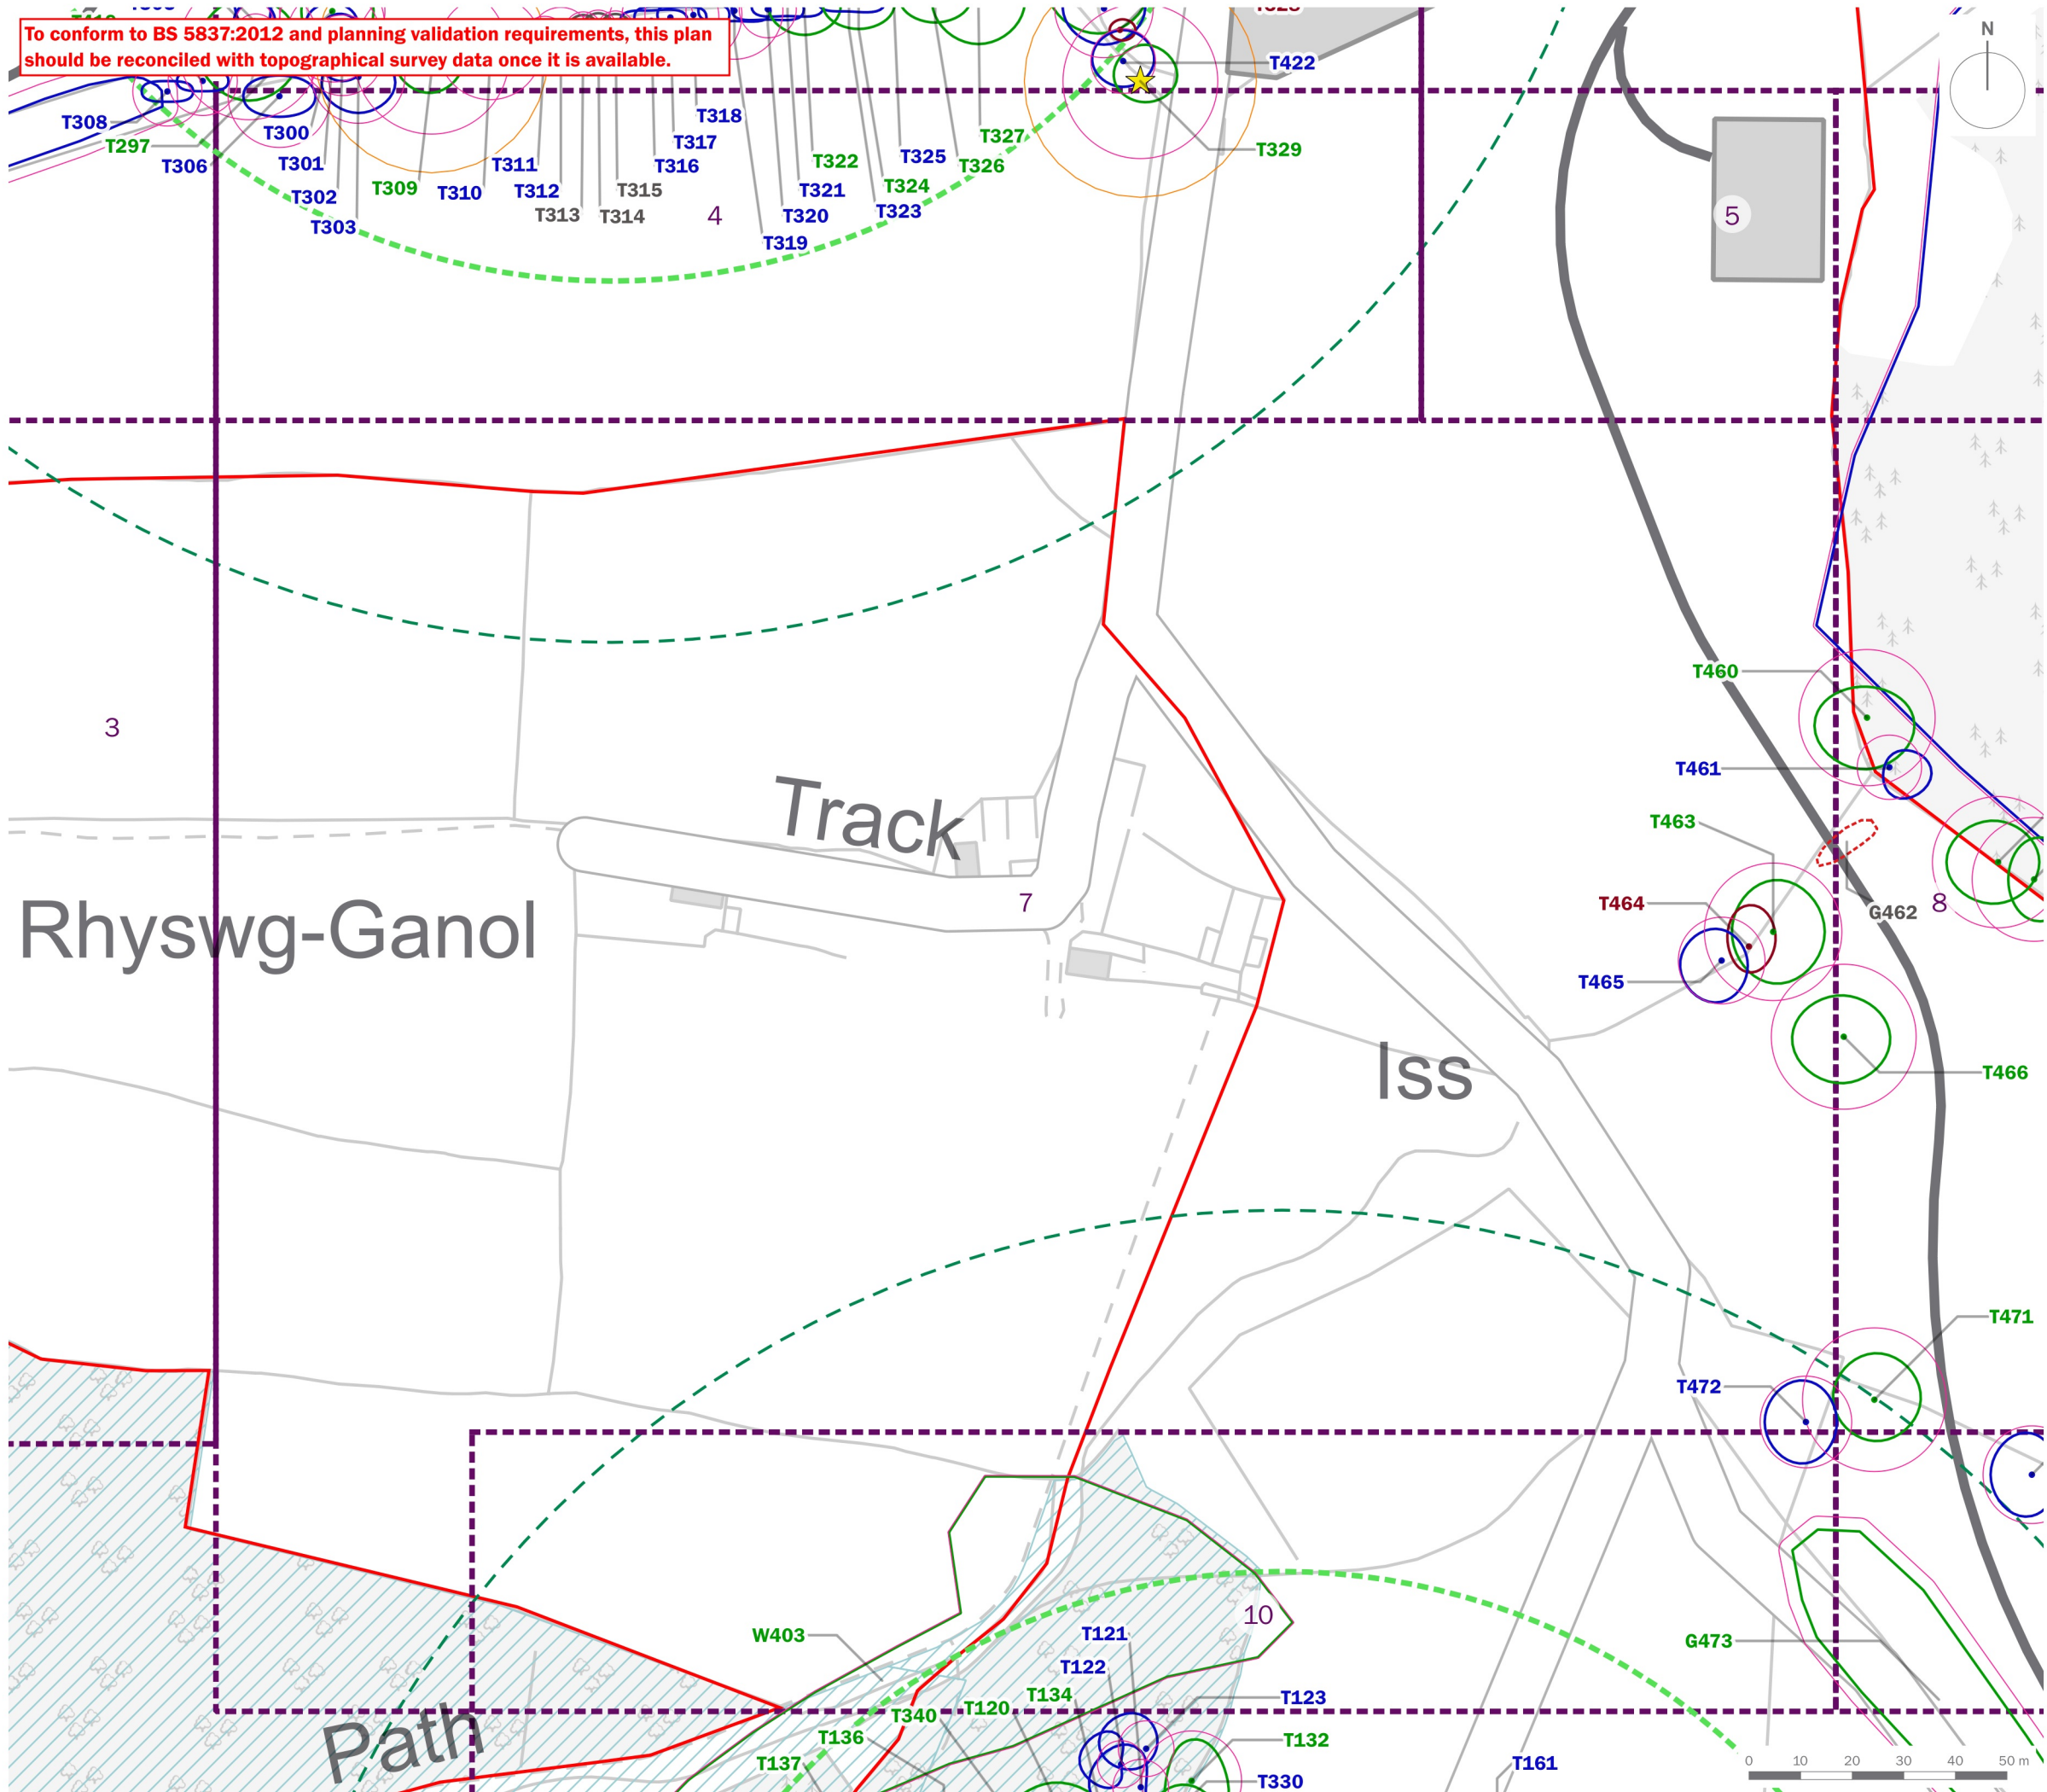 To conform to BS 5837:2012 and planning validation requirements, this plan
should be reconciled with topographical survey data once it is available.
N
T422
T308
T297
T306
T300
T301
T302
T303
T309
T310
T311
T312
T313
T314
T315
T316
T317
T318
T319
T320
T321
T322
T323
T324
T325
T326
T327
T329
4
5
3
T460
T461
T463
T464
T465
G462
8
T466
Track
7
Rhyswg-Ganol
Iss
T471
T472
10
W403
T121
T122
T123
T134
T120
T340
T136
T137
T132
T330
T161
G473
Path
0 10 20 30 40 50 m